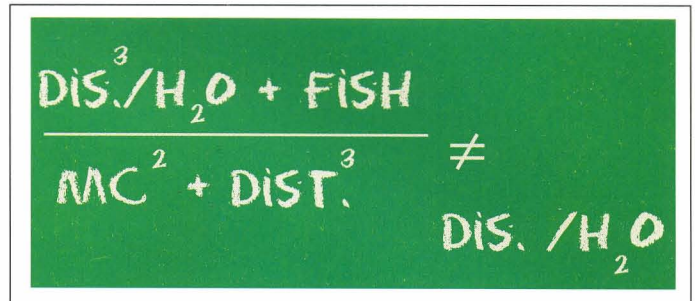 DiS.³/H₂O + FiSH
MC² + DiST.³
≠
DiS. /H₂O